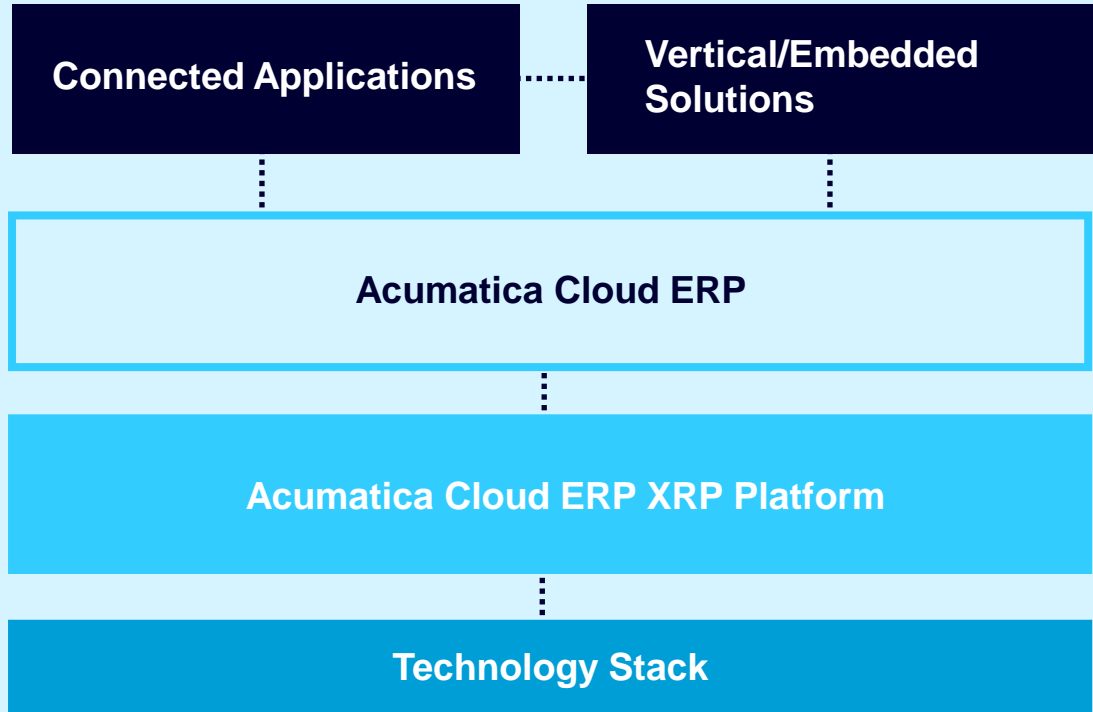 Connected Applications
Vertical/Embedded
Solutions
Acumatica Cloud ERP
Acumatica Cloud ERP XRP Platform
Technology Stack